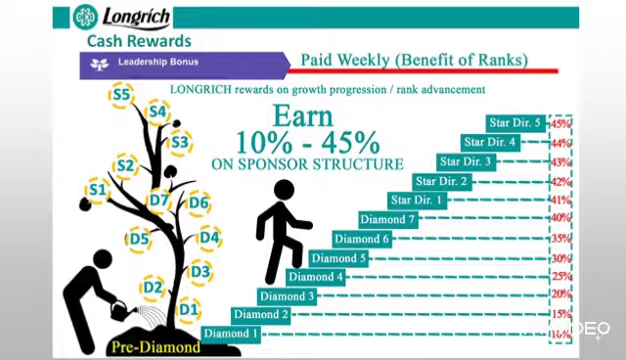 Longrich
Cash Rewards
Leadership Bonus
Paid Weekly (Benefit of Ranks)
LONGRICH rewards on growth progression / rank advancement
Earn
10% - 45%
ON SPONSOR STRUCTURE
Star Dir. 5 45%
Star Dir. 4 44%
Star Dir. 3 43%
Star Dir. 2 42%
Star Dir. 1 41%
Diamond 7 40%
Diamond 6 35%
Diamond 5 30%
Diamond 4 25%
Diamond 3 20%
Diamond 2 15%
Diamond 1
S5
S4
S3
S2
S1
D7
D6
D5
D4
D3
D2
D1
Pre-Diamond